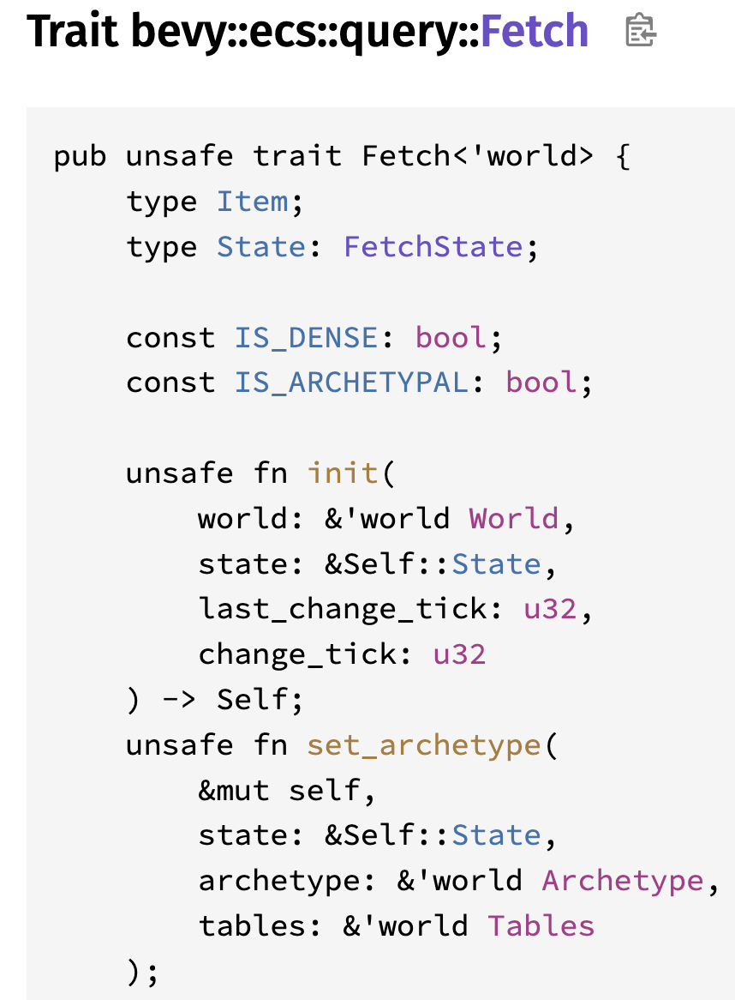 Trait bevy::ecs::query::Fetch
pub unsafe trait Fetch<'world> {
    type Item;
    type State: FetchState;

    const IS_DENSE: bool;
    const IS_ARCHETYPAL: bool;

    unsafe fn init(
        world: &'world World,
        state: &Self::State,
        last_change_tick: u32,
        change_tick: u32
    ) -> Self;
    unsafe fn set_archetype(
        &mut self,
        state: &Self::State,
        archetype: &'world Archetype,
        tables: &'world Tables
    );